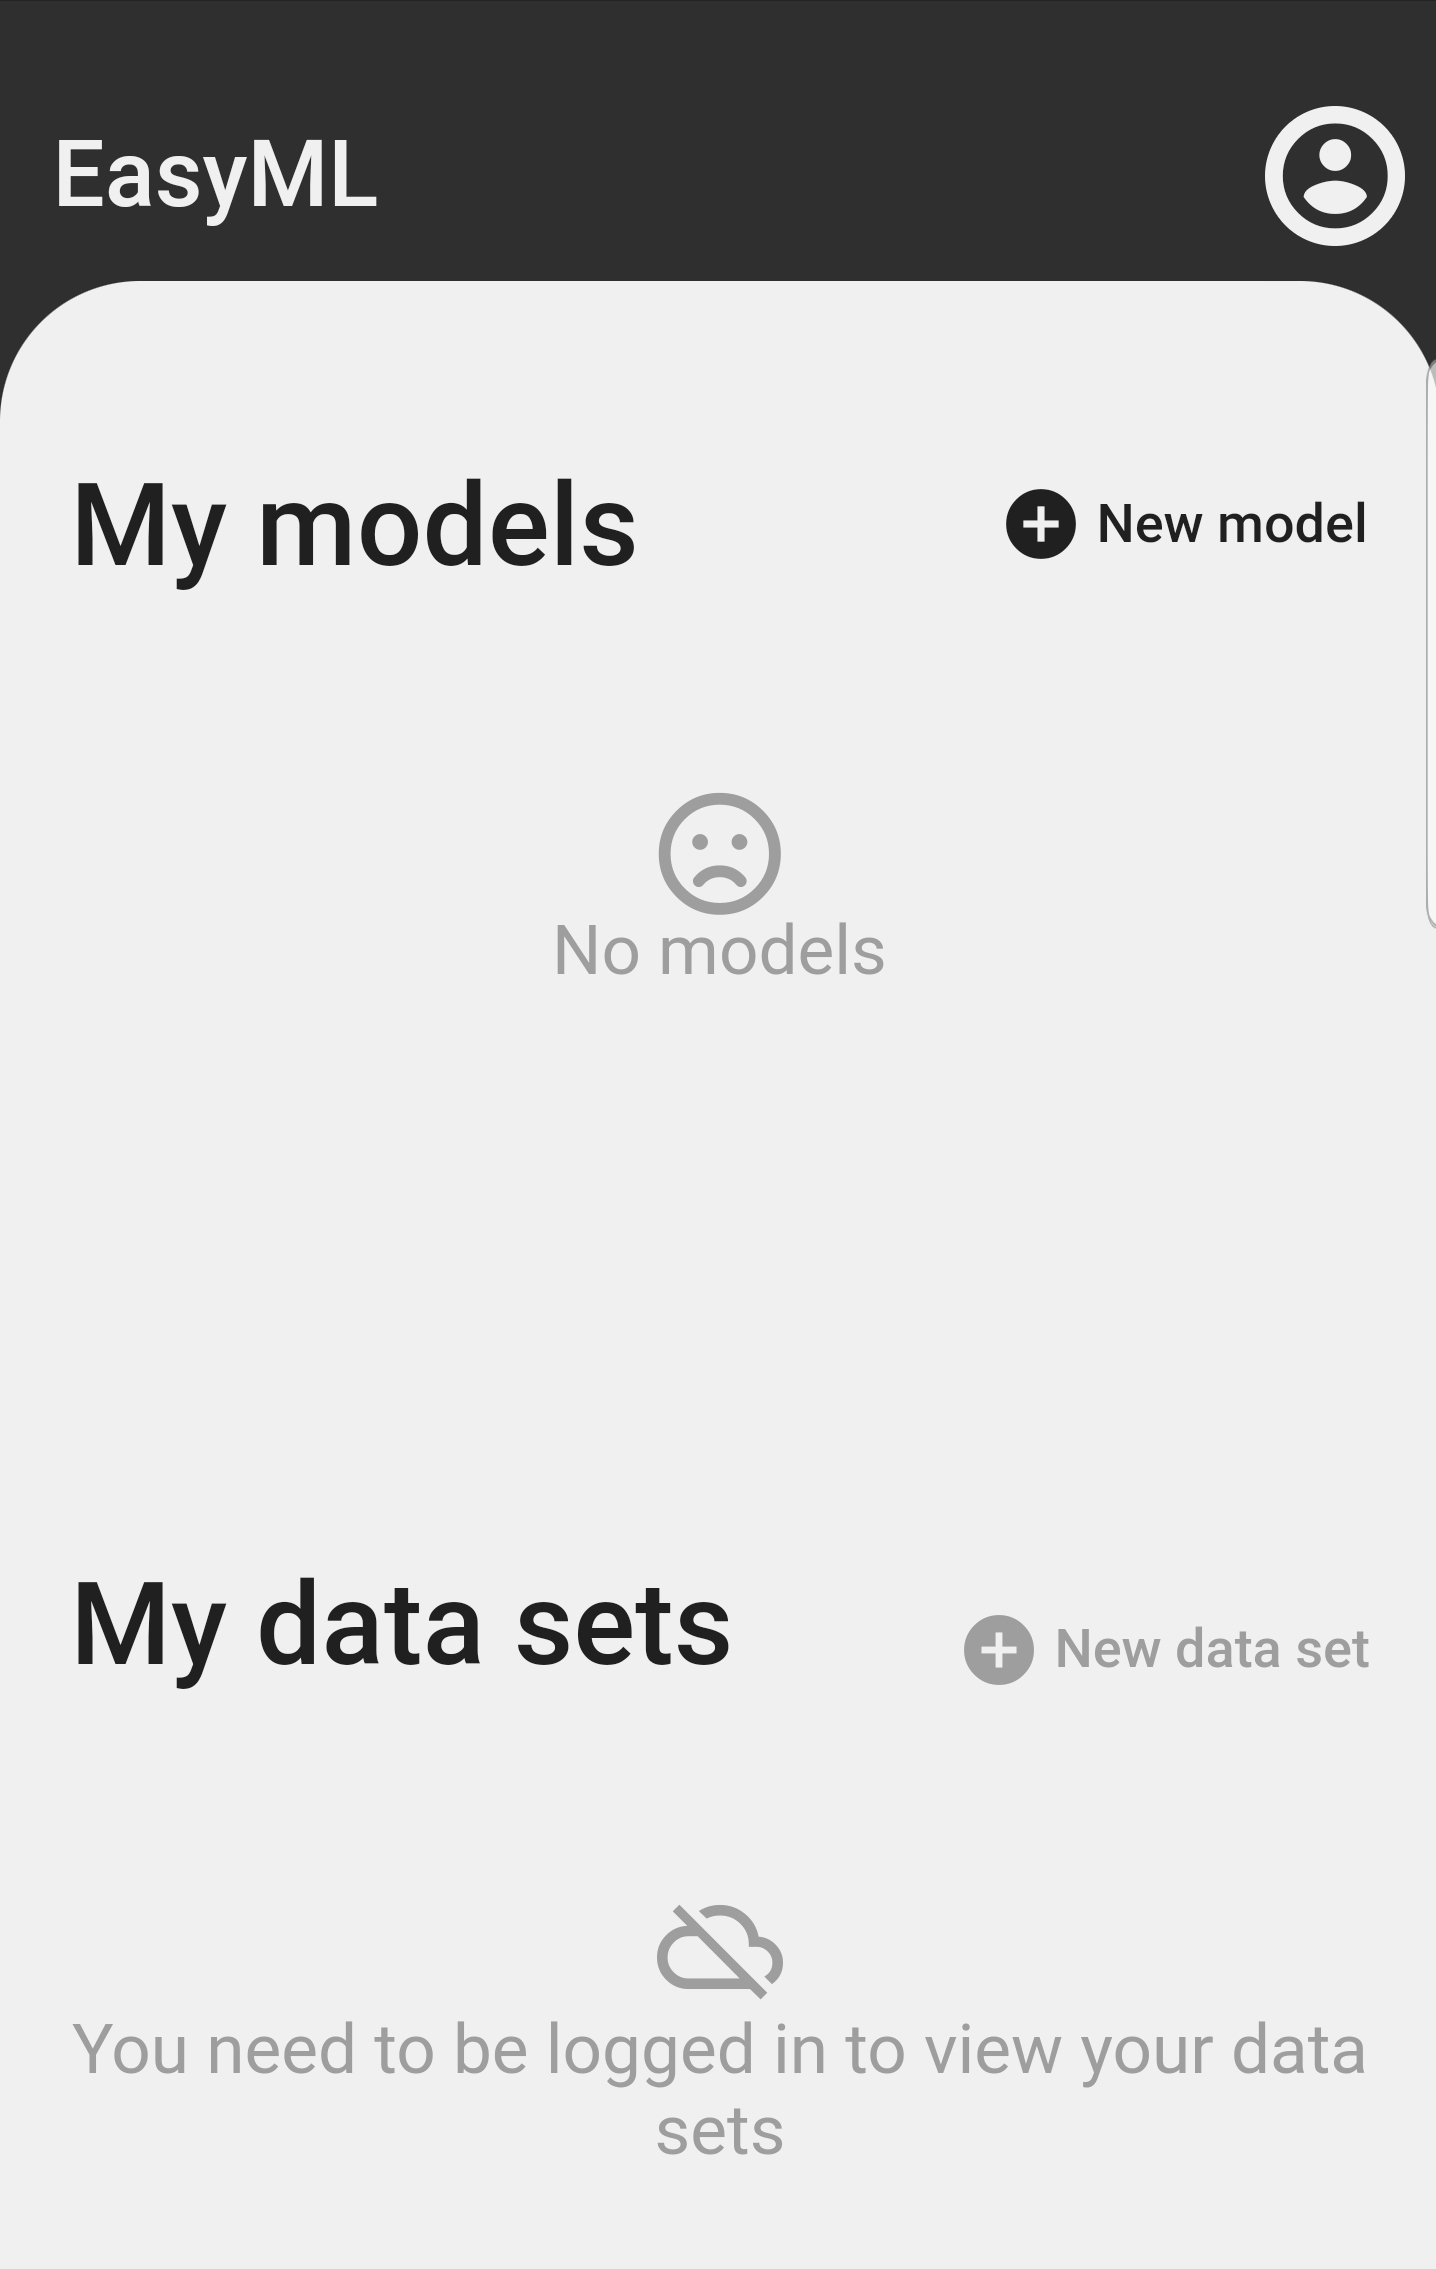 EasyML
My models
New model
No models
My data sets
New data set
You need to be logged in to view your data
sets